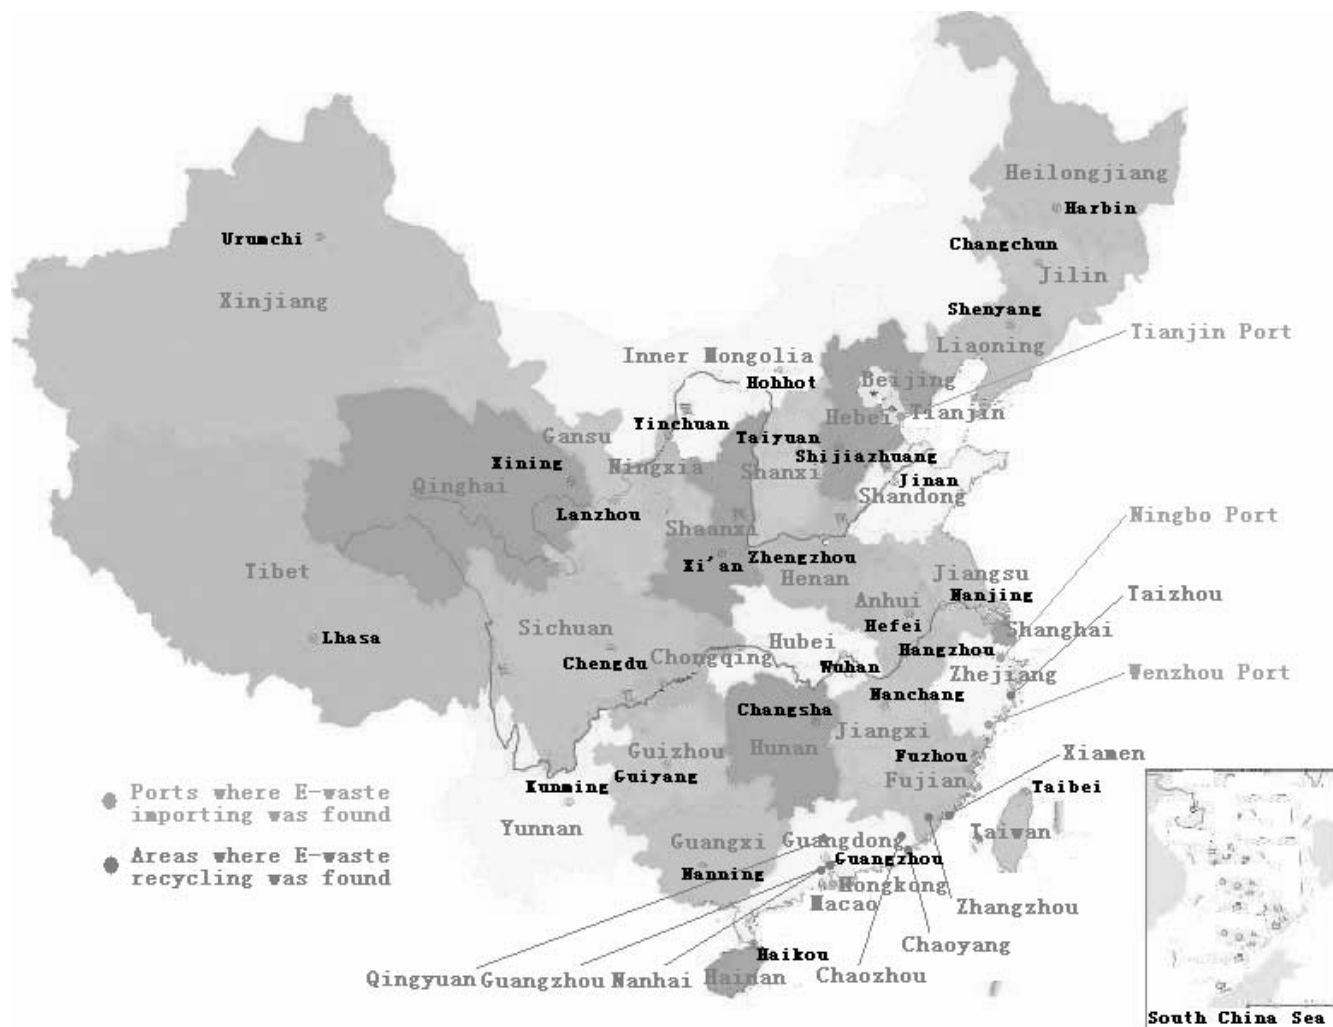 Heilongjiang
Harbin
Urumchi
Changchun
Jilin
Xinjiang
Shenyang
Tianjin Port
Liaoning
Inner Mongolia
Hohhot
Beijing
Tianjin
Hebei
Yinchuan
Gansu
Taiyuan
Shijiazhuang
Xining
Ningxia
Shanxi
Jinan
Qinghai
Shandong
Lanzhou
Ningbo Port
Shaanxi
Zhengzhou
Xi'an
Tibet
Henan
Jiangsu
Nanjing
Taizhou
Anhui
Sichuan
Hefei
Shanghai
Lhasa
Hubei
Hangzhou
Chongqing
Chengdu
Wuhan
Zhejiang
Wenzhou Port
Nanchang
Changsha
Jiangxi
Guizhou
Hunan
Fuzhou
Xiamen
Guiyang
Fujian
Kunming
Taibei
Ports where E-waste
importing was found
Yunnan
Taiwan
Guangxi
Guangdong
Areas where E-waste
recycling was found
Guangzhou
Nanning
Hongkong
Macao
Zhangzhou
Chaoyang
Haikou
Qingyuan
Guangzhou
Nanhai
Hainan
Chaozhou
South China Sea